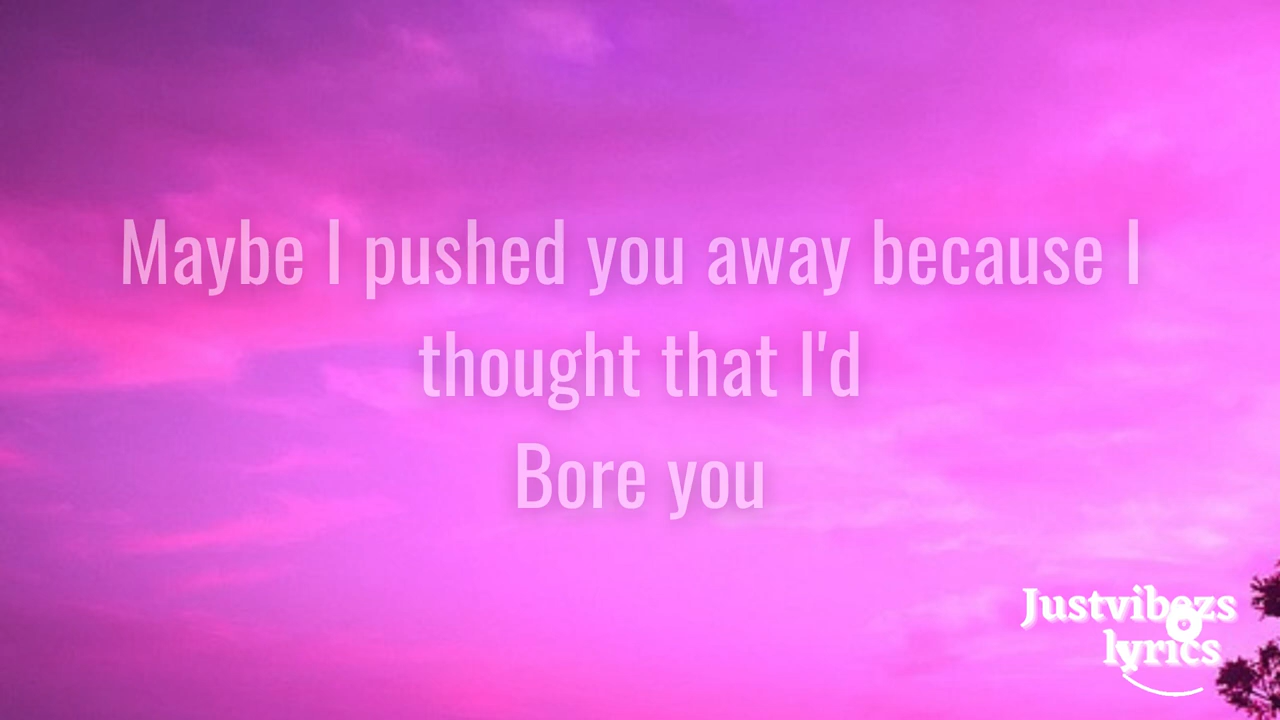 Maybe I pushed you away because I
thought that I'd
Bore you
Justvibezs
lyrics